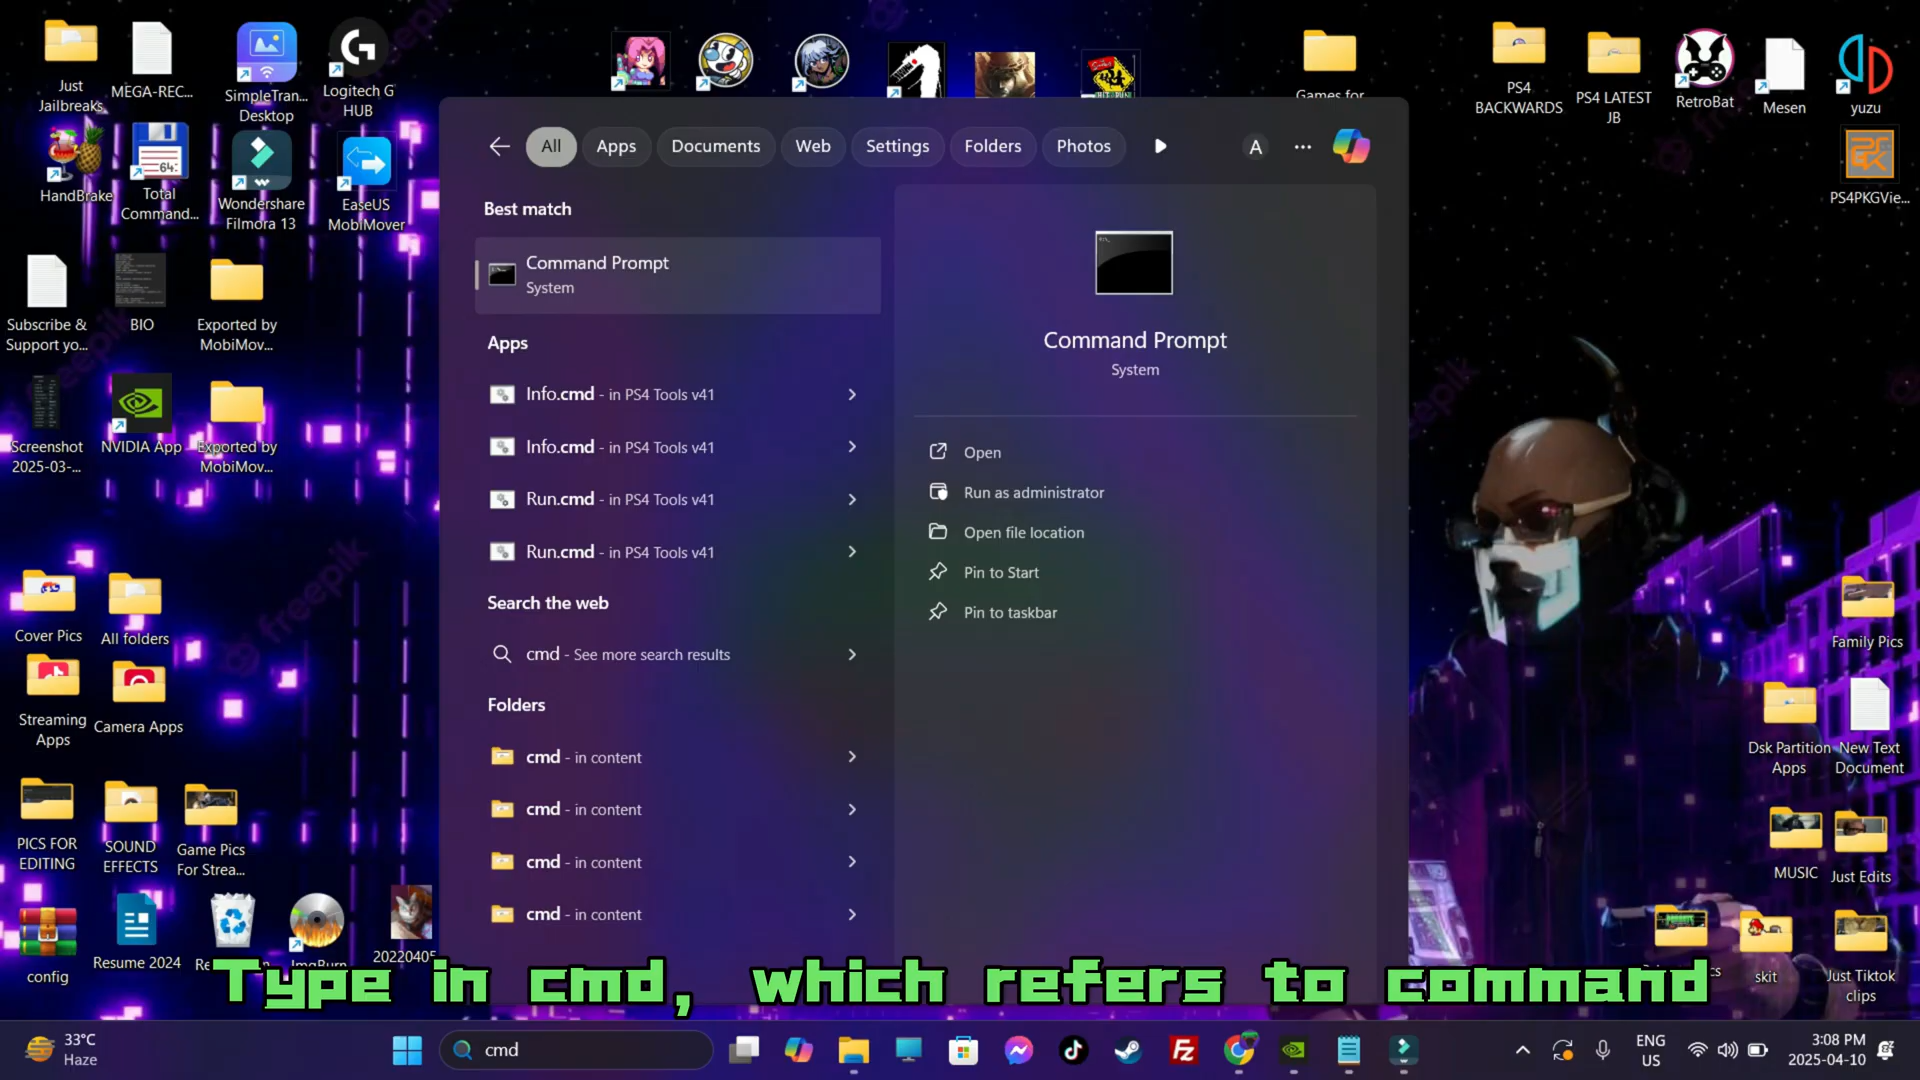 Just
Jailbreaks
MEGA-REC...
SimpleTran...
Desktop
Logitech G
HUB
Games for
PS4
BACKWARDS
PS4 LATEST
JB
RetroBat
Mesen
yuzu
HandBrake
64:
Total
Command...
Wondershare
Filmora 13
EaseUS
MobiMover
PS4PKGVie...
Subscribe &
Support yo...
BIO
Exported by
MobiMov...
Screenshot
2025-03-...
NVIDIA App
Exported by
MobiMov...
Cover Pics
All folders
Streaming
Apps
Camera Apps
PICS FOR
EDITING
SOUND
EFFECTS
Game Pics
For Strea...
config
Resume 2024
ImgBurn
20220405
All
Apps
Documents
Web
Settings
Folders
Photos
A
Best match
Command Prompt
System
Apps
Info.cmd - in PS4 Tools v41
Info.cmd - in PS4 Tools v41
Run.cmd - in PS4 Tools v41
Run.cmd - in PS4 Tools v41
Search the web
cmd - See more search results
Folders
cmd - in content
cmd - in content
cmd - in content
cmd - in content
Command Prompt
System
Open
Run as administrator
Open file location
Pin to Start
Pin to taskbar
Family Pics
Dsk Partition
Apps
New Text
Document
MUSIC
Just Edits
skit
Just Tiktok
clips
freepik
Type in cmd, which refers to command
33°C
Haze
cmd
Fz
ENG
US
3:08 PM
2025-04-10